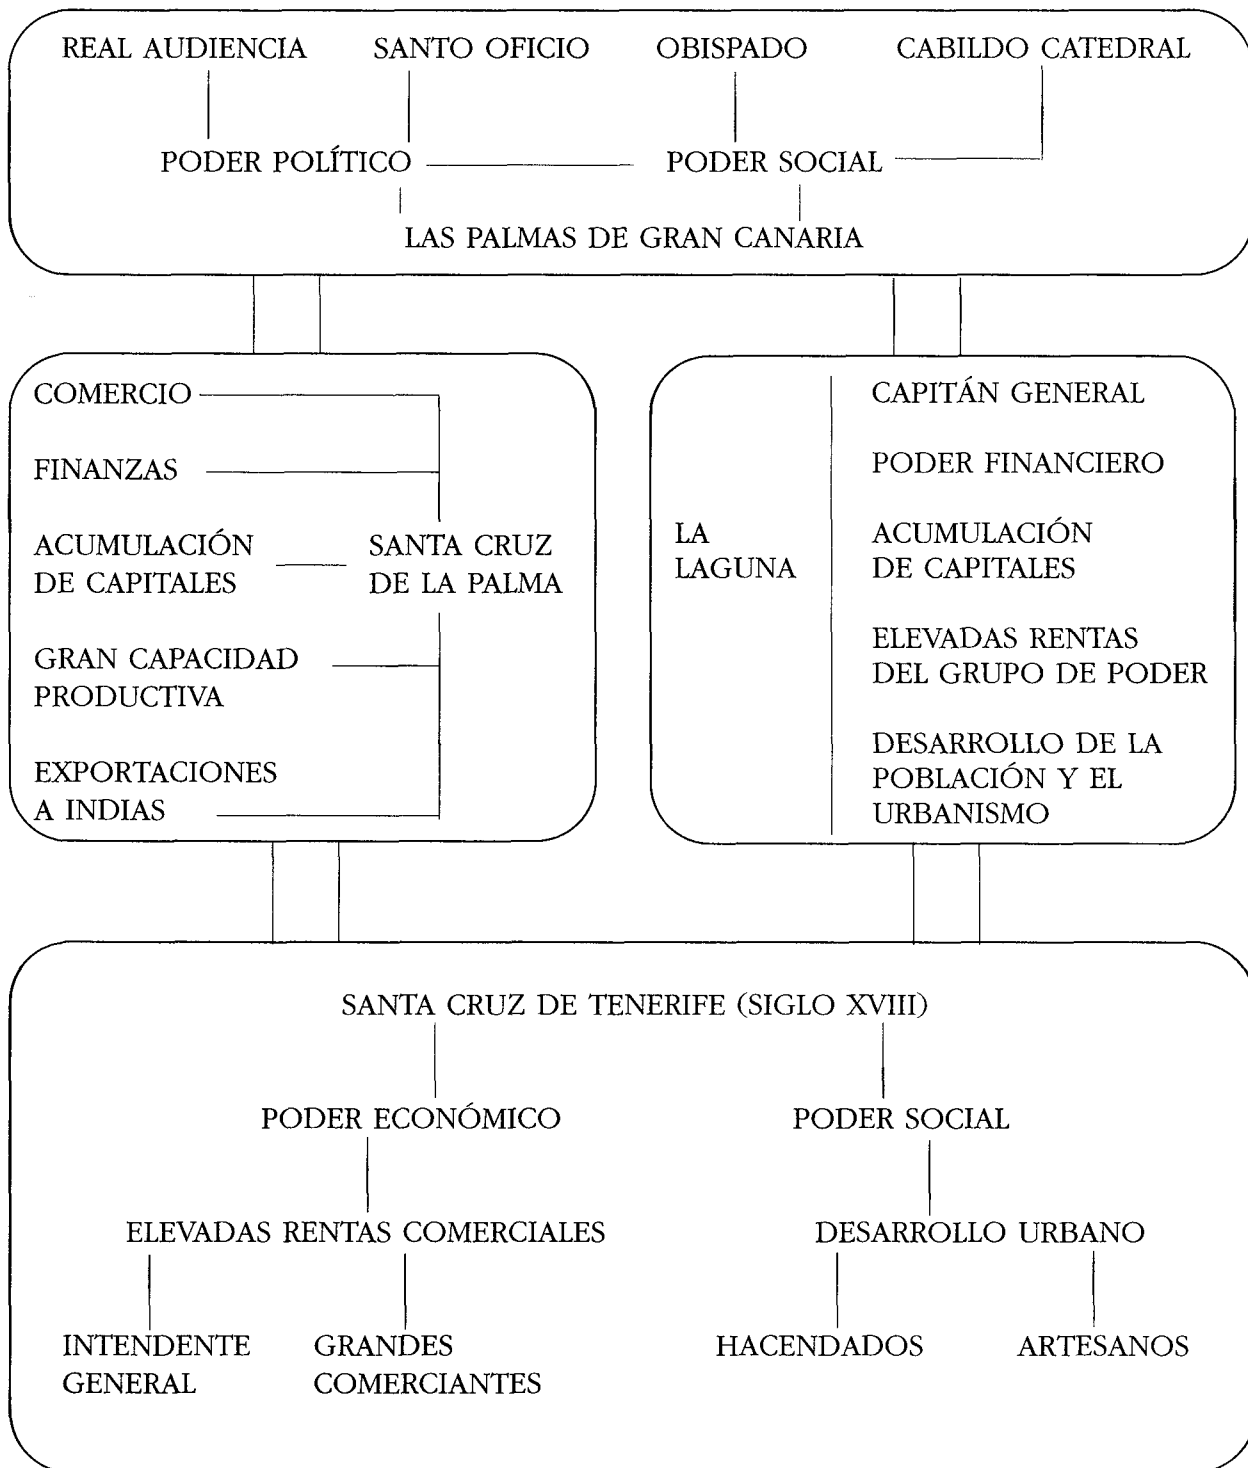 REAL AUDIENCIA SANTO OFICIO OBISPADO CABILDO CATEDRAL
PODER POLÍTICO PODER SOCIAL
LAS PALMAS DE GRAN CANARIA
COMERCIO
FINANZAS
ACUMULACIÓN
DE CAPITALES
SANTA CRUZ
DE LA PALMA
GRAN CAPACIDAD
PRODUCTIVA
EXPORTACIONES
A INDIAS
LA
LAGUNA
CAPITÁN GENERAL
PODER FINANCIERO
ACUMULACIÓN
DE CAPITALES
ELEVADAS RENTAS
DEL GRUPO DE PODER
DESARROLLO DE LA
POBLACIÓN Y EL
URBANISMO
SANTA CRUZ DE TENERIFE (SIGLO XVIII)
PODER ECONÓMICO PODER SOCIAL
ELEVADAS RENTAS COMERCIALES DESARROLLO URBANO
INTENDENTE
GENERAL
GRANDES
COMERCIANTES
HACENDADOS ARTESANOS